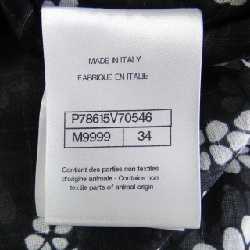 MADE IN ITALY
FABRIQUE EN ITALIE
P78615V70546
M9999 34
Contient des parties non textiles
d'origine animale - Contains non
textile parts of animal origin